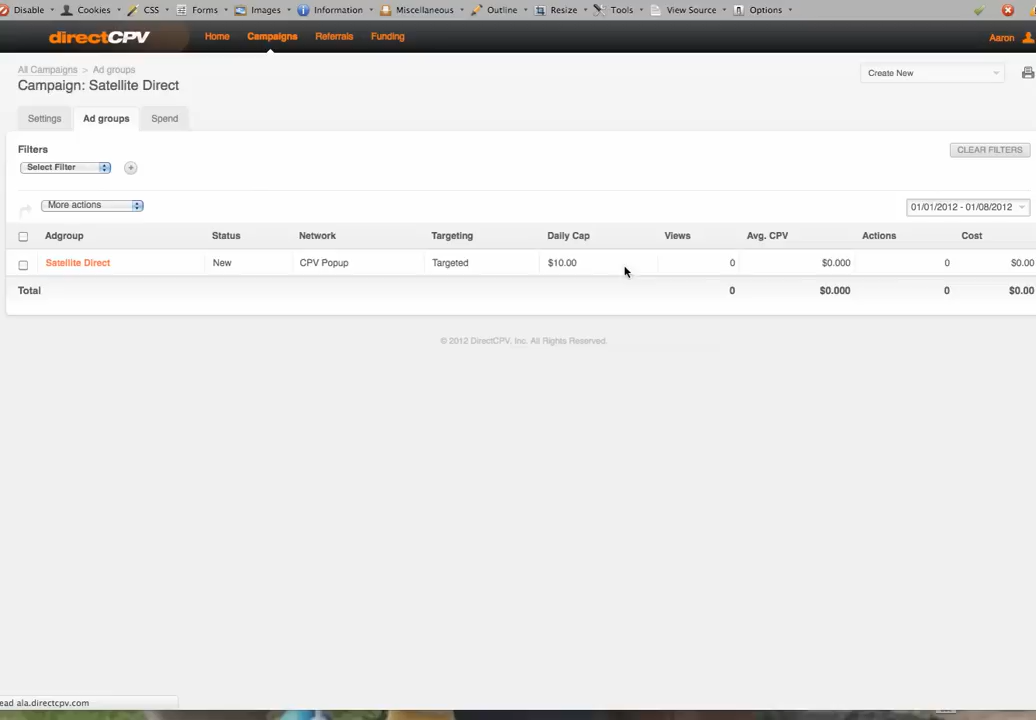 Disable Cookies CSS Forms Images Information Miscellaneous Outline Resize Tools View Source Options
directCPV Home Campaigns Referrals Funding Aaron
All Campaigns > Ad groups
Campaign: Satellite Direct
Create New
Settings Ad groups Spend
Filters
CLEAR FILTERS
Select Filter +
More actions
01/01/2012 - 01/08/2012
Adgroup Status Network Targeting Daily Cap Views Avg. CPV Actions Cost
Satellite Direct New CPV Popup Targeted $10.00 0 $0.000 0 $0.00
Total 0 $0.000 0 $0.00
© 2012 DirectCPV, Inc. All Rights Reserved.
ead ala.directcpv.com